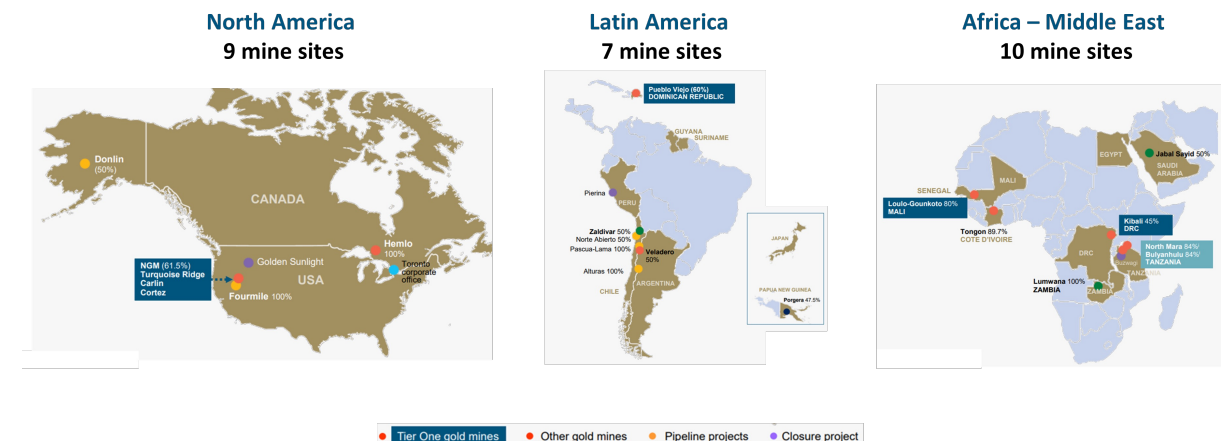 North America
9 mine sites
Donlin
(50%)
CANADA
Hemlo
100%
Golden Sunlight
Toronto
corporate
office
NGM (61.5%)
Turquoise Ridge
Carlin
Cortez
USA
Fourmile 100%
Latin America
7 mine sites
Pueblo Viejo (60%)
DOMINICAN REPUBLIC
GUYANA
SURINAME
Pierina
PERU
Zaldivar 50%
Norte Abierto 50%
Pascua-Lama 100%
Veladero
50%
Alturas 100%
CHILE
ARGENTINA
JAPAN
PAPUA NEW GUINEA
Porgera 47.5%
Africa – Middle East
10 mine sites
EGYPT
Jabal Sayid 50%
SAUDI
ARABIA
MALI
SENEGAL
Loulo-Gounkoto 80%
MALI
Tongon 89.7%
COTE D'IVOIRE
Kibali 45%
DRC
North Mara 84%
Bulyanhulu 84%
TANZANIA
DRC
TANZANIA
Lumwana 100%
ZAMBIA
ZAMBIA
Tier One gold mines
Other gold mines
Pipeline projects
Closure project